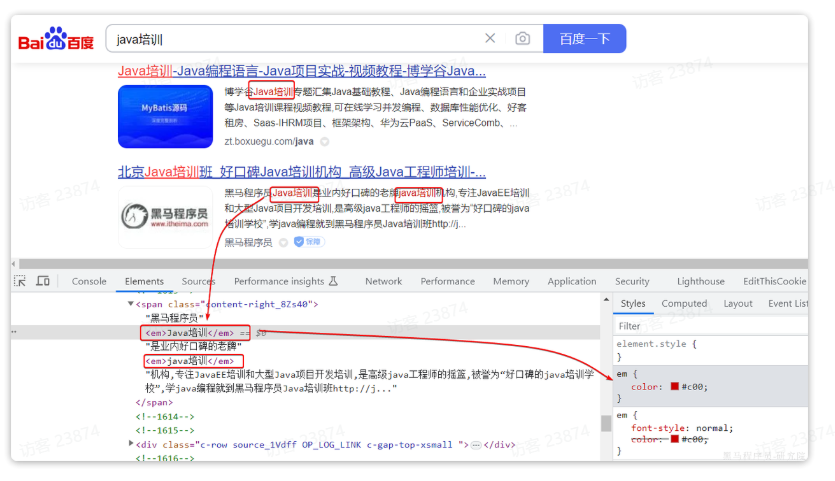 Bai du 百度
java培训
百度一下
Java培训-Java编程语言-Java项目实战-视频教程-博学谷Java...
MyBatis源码
博学谷Java培训专题汇集Java基础教程、Java编程语言和企业实战项目
等Java培训课程视频教程,可在线学习并发编程、数据库性能优化、好客
租房、Saas-IHRM项目、框架架构、华为云PaaS、ServiceComb、...
zt.boxuegu.com/java
北京Java培训班_好口碑Java培训机构_高级Java工程师培训-...
黑马程序员
www.itheima.com
黑马程序员Java培训是业内好口碑的老牌java培训机构,专注JavaEE培训
和大型Java项目开发培训,是高级java工程师的摇篮,被誉为“好口碑的java
培训学校”,学java编程就到黑马程序员Java培训班http://j...
黑马程序员 保障
Console Elements Sources Performance insights Network Performance Memory Application Security Lighthouse EditThisCookie
<span class="content-right_8Zs40">
"黑马程序员"
<em>Java培训</em> == $0
"是业内好口碑的老牌"
<em>java培训</em>
"机构,专注JavaEE培训和大型Java项目开发培训,是高级java工程师的摇篮,被誉为“好口碑的java培训学
校”,学java编程就到黑马程序员Java培训班http://j..."
</span>
<!--1614-->
<!--1615-->
<div class="c-row source_1Vdff OP_LOG_LINK c-gap-top-xsmall ">…</div>
<!--1616-->
Styles Computed Layout Event List
Filter
element.style {
}
em {
color: #c00;
}
em {
font-style: normal;
color: #c00;
}
访客 23874
黑马程序员-研究院